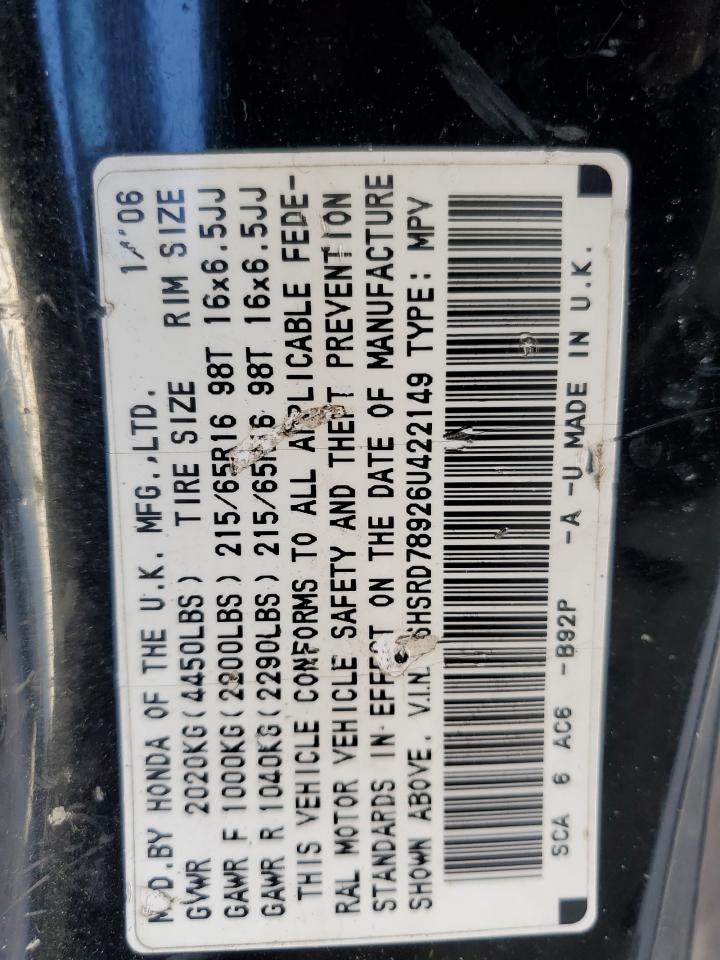 MFD.BY HONDA OF THE U.K. MFG.,LTD. 1/'06
GVWR 2020KG(4450LBS) TIRE SIZE RIM SIZE
GAWR F 1000KG(2200LBS) 215/65R16 98T 16x6.5JJ
GAWR R 1040KG(2290LBS) 215/65R16 98T 16x6.5JJ
THIS VEHICLE CONFORMS TO ALL APPLICABLE FEDE-
RAL MOTOR VEHICLE SAFETY AND THEFT PREVENTION
STANDARDS IN EFFECT ON THE DATE OF MANUFACTURE
SHOWN ABOVE. V.I.N. SHSRD78926U422149 TYPE: MPV
SCA 6 AC6 -B92P -A -U MADE IN U.K.